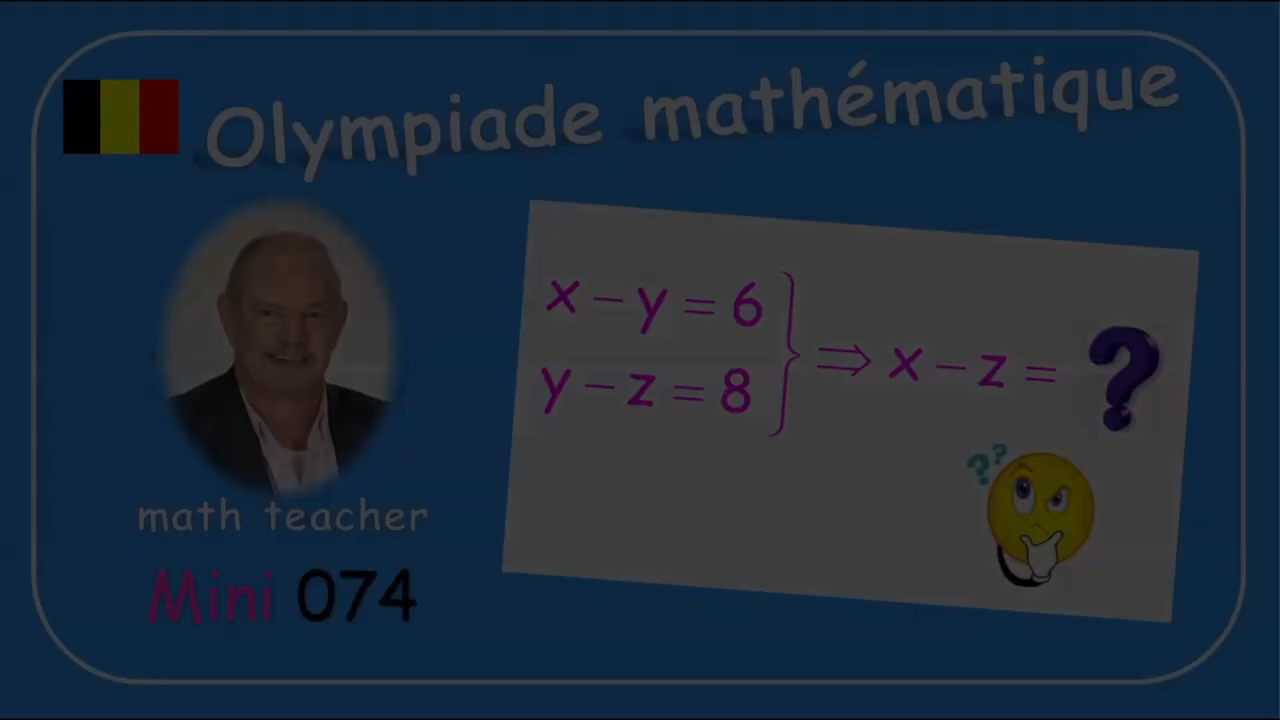 Olympiade mathématique
x – y = 6
y – z = 8
} ⇒ x – z = ?
? ?
math teacher
Mini 074